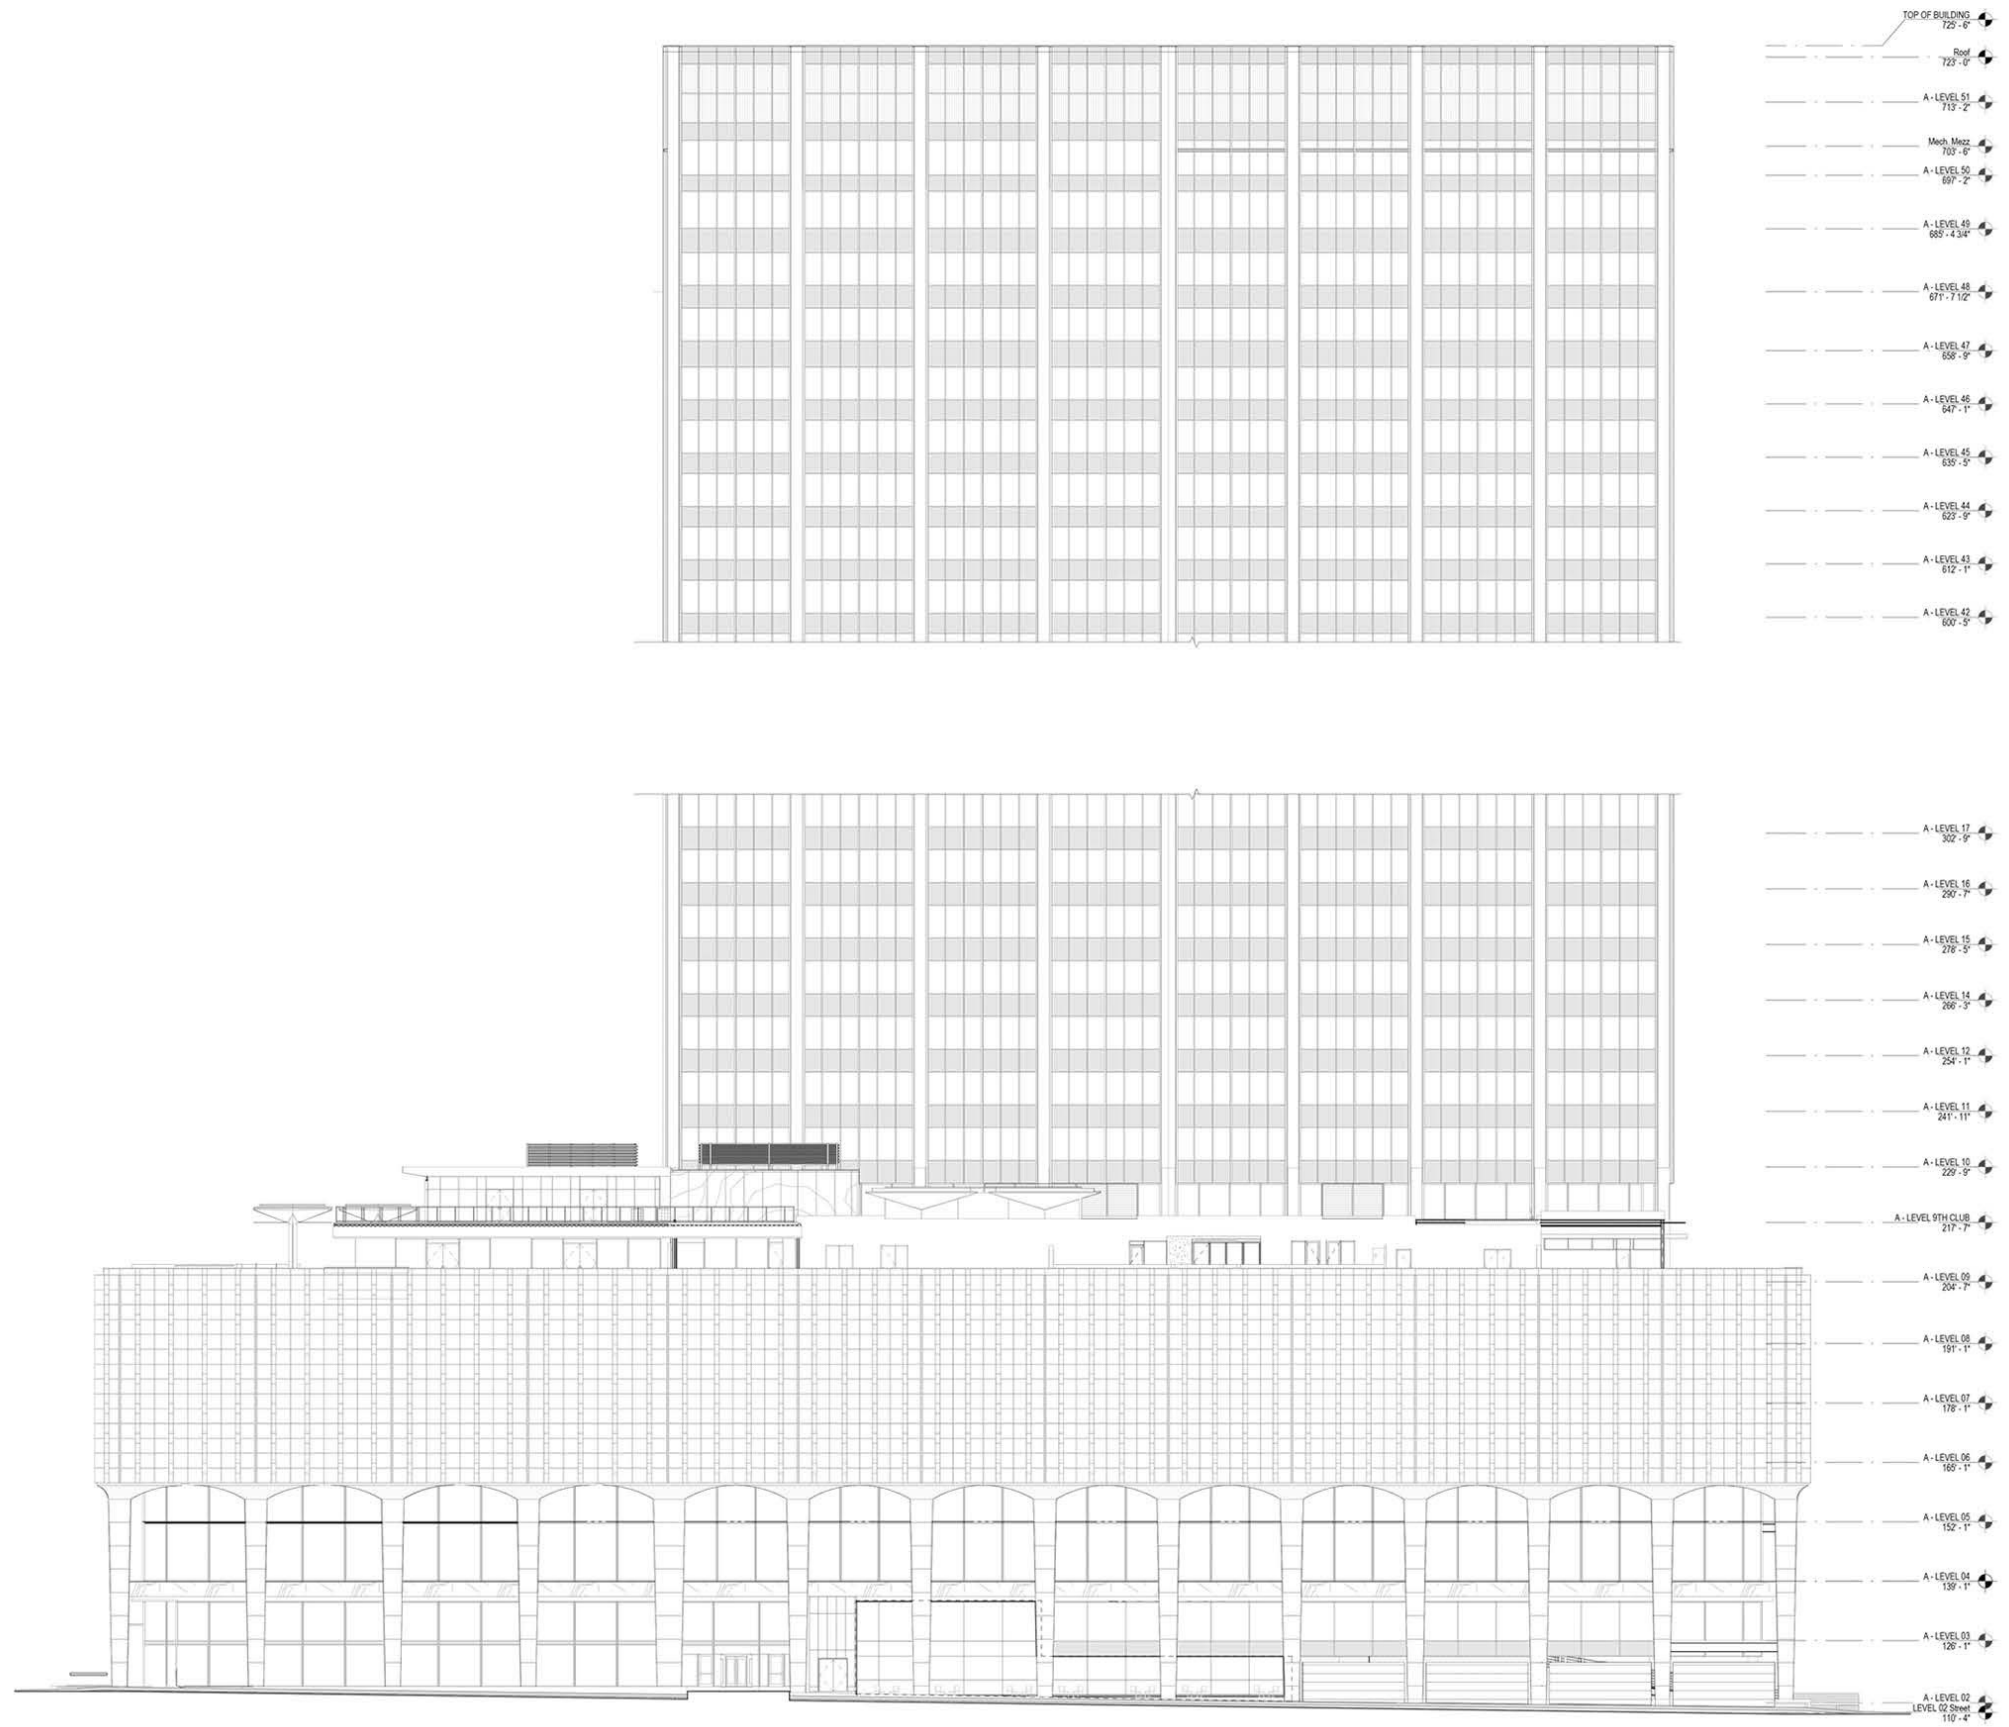 TOP OF BUILDING
725' - 6"
Roof
723' - 0"
A - LEVEL 51
713' - 2"
Mech. Mezz
703' - 6"
A - LEVEL 50
697' - 2"
A - LEVEL 49
685' - 4 3/4"
A - LEVEL 48
671' - 7 1/2"
A - LEVEL 47
658' - 9"
A - LEVEL 46
647' - 1"
A - LEVEL 45
635' - 5"
A - LEVEL 44
623' - 9"
A - LEVEL 43
612' - 1"
A - LEVEL 42
600' - 5"
A - LEVEL 17
302' - 9"
A - LEVEL 16
290' - 7"
A - LEVEL 15
278' - 5"
A - LEVEL 14
266' - 3"
A - LEVEL 12
254' - 1"
A - LEVEL 11
241' - 11"
A - LEVEL 10
229' - 9"
A - LEVEL 9TH CLUB
217' - 7"
A - LEVEL 09
204' - 7"
A - LEVEL 08
191' - 1"
A - LEVEL 07
178' - 1"
A - LEVEL 06
165' - 1"
A - LEVEL 05
152' - 1"
A - LEVEL 04
139' - 1"
A - LEVEL 03
126' - 1"
A - LEVEL 02
LEVEL 02 Street
110' - 4"